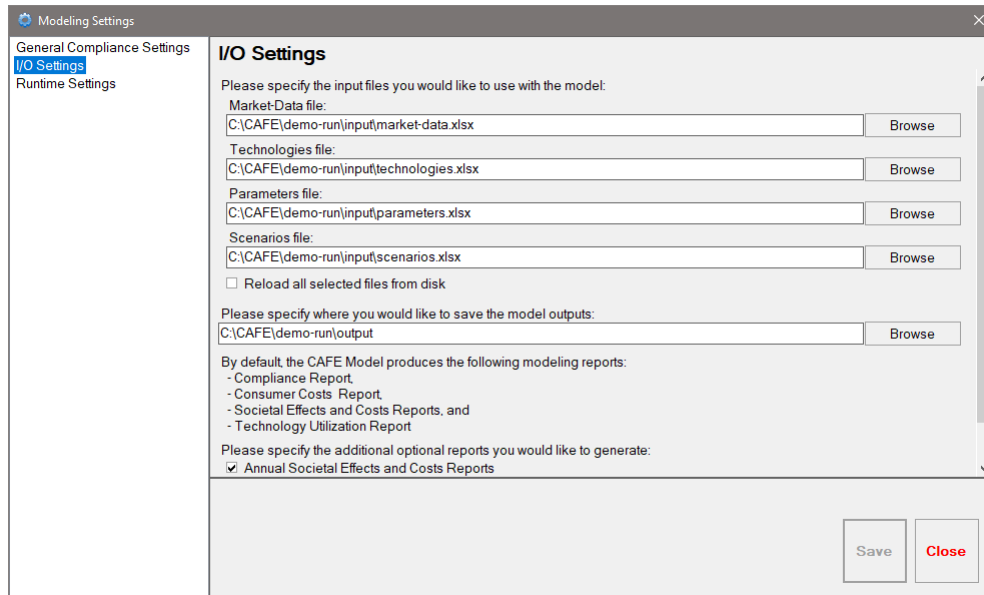 Modeling Settings
General Compliance Settings
I/O Settings
Runtime Settings
I/O Settings
Please specify the input files you would like to use with the model:
Market-Data file:
C:\CAFE\demo-run\input\market-data.xlsx
Browse
Technologies file:
C:\CAFE\demo-run\input\technologies.xlsx
Browse
Parameters file:
C:\CAFE\demo-run\input\parameters.xlsx
Browse
Scenarios file:
C:\CAFE\demo-run\input\scenarios.xlsx
Browse
Reload all selected files from disk
Please specify where you would like to save the model outputs:
C:\CAFE\demo-run\output
Browse
By default, the CAFE Model produces the following modeling reports:
- Compliance Report,
- Consumer Costs Report,
- Societal Effects and Costs Reports, and
- Technology Utilization Report
Please specify the additional optional reports you would like to generate:
Annual Societal Effects and Costs Reports
Save
Close